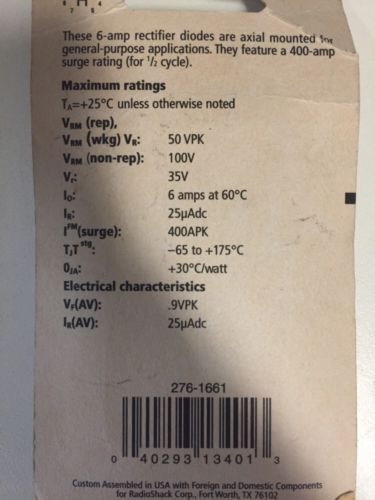 H
7 5 4
These 6-amp rectifier diodes are axial mounted for
general-purpose applications. They feature a 400-amp
surge rating (for 1/2 cycle).
Maximum ratings
TA=+25°C unless otherwise noted
VRM (rep),
VRM (wkg) VR: 50 VPK
VRM (non-rep): 100V
Vr: 35V
IO: 6 amps at 60°C
IR: 25µAdc
IFM(surge): 400APK
TJT stg: –65 to +175°C
0JA: +30°C/watt
Electrical characteristics
VF(AV): .9VPK
IR(AV): 25µAdc
276-1661
0 40293 13401 3
Custom Assembled in USA with Foreign and Domestic Components
for RadioShack Corp., Fort Worth, TX 76102